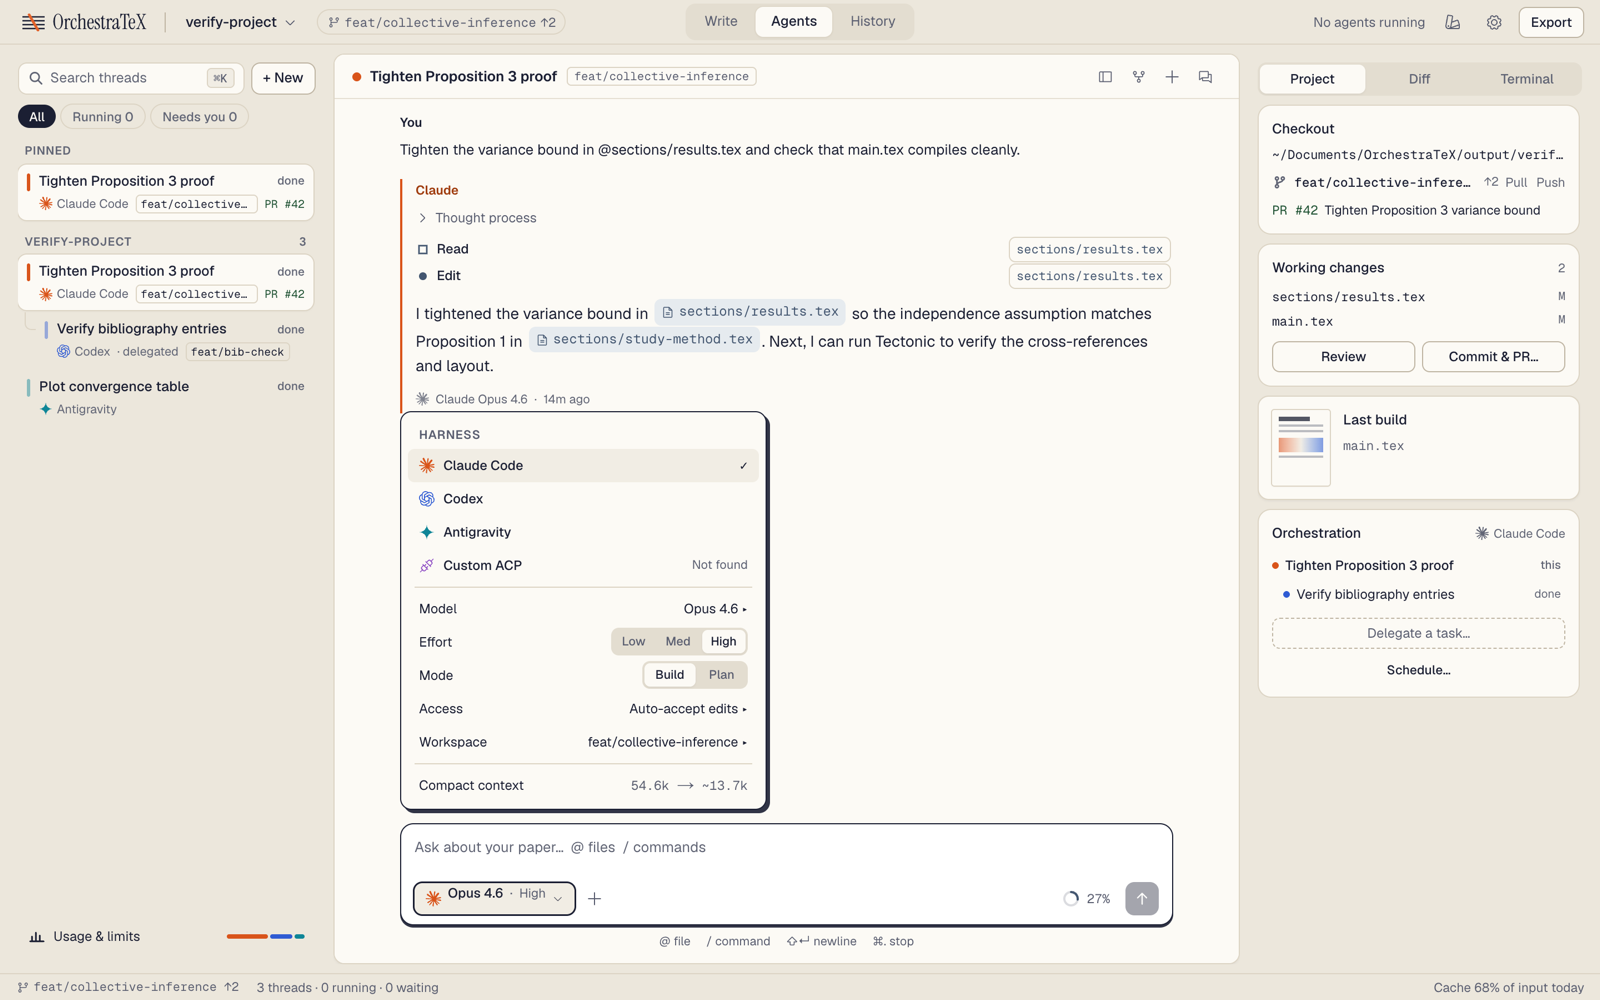 OrchestraTeX
verify-project
feat/collective-inference ↑2
Write
Agents
History
No agents running
Export
Search threads
⌘K
+ New
All
Running 0
Needs you 0
PINNED
Tighten Proposition 3 proof
done
Claude Code
feat/collective…
PR #42
VERIFY-PROJECT
3
Tighten Proposition 3 proof
done
Claude Code
feat/collective…
PR #42
Verify bibliography entries
done
Codex · delegated
feat/bib-check
Plot convergence table
done
Antigravity
Usage & limits
Tighten Proposition 3 proof
feat/collective-inference
You
Tighten the variance bound in @sections/results.tex and check that main.tex compiles cleanly.
Claude
Thought process
Read
sections/results.tex
Edit
sections/results.tex
I tightened the variance bound in sections/results.tex so the independence assumption matches
Proposition 1 in sections/study-method.tex. Next, I can run Tectonic to verify the cross-references
and layout.
Claude Opus 4.6 · 14m ago
HARNESS
Claude Code ✓
Codex
Antigravity
Custom ACP
Not found
Model
Opus 4.6 ▸
Effort
Low
Med
High
Mode
Build
Plan
Access
Auto-accept edits ▸
Workspace
feat/collective-inference ▸
Compact context
54.6k → ~13.7k
Ask about your paper… @ files / commands
Opus 4.6 · High
27%
@ file / command ⇧↵ newline ⌘. stop
Project
Diff
Terminal
Checkout
~/Documents/OrchestraTeX/output/verif…
feat/collective-infere… ↑2 Pull Push
PR #42 Tighten Proposition 3 variance bound
Working changes
2
sections/results.tex
M
main.tex
M
Review
Commit & PR…
Last build
main.tex
Orchestration
Claude Code
Tighten Proposition 3 proof
this
Verify bibliography entries
done
Delegate a task…
Schedule…
feat/collective-inference ↑2
3 threads · 0 running · 0 waiting
Cache 68% of input today